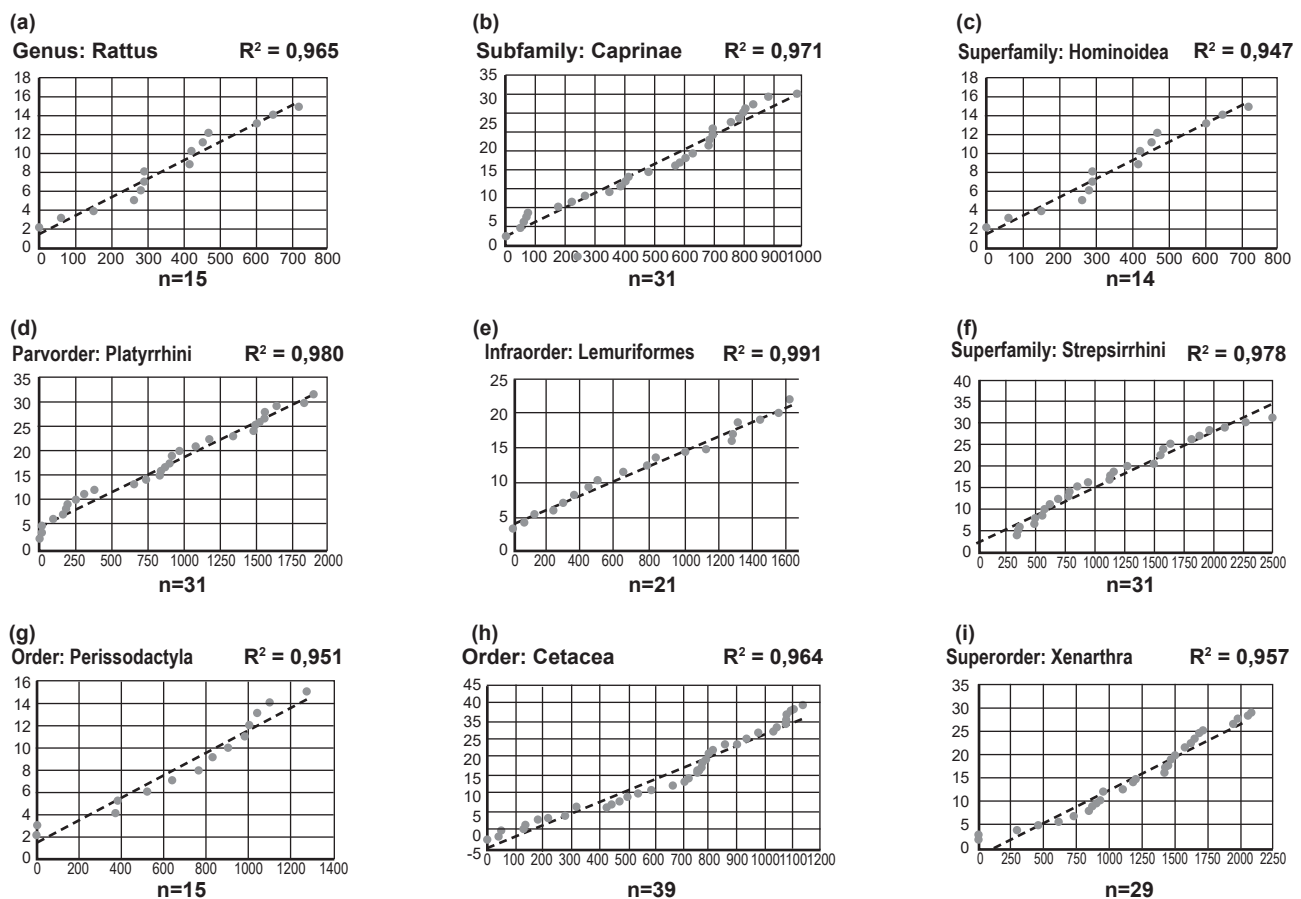 (a)
Genus: Rattus R² = 0,965
18
16
14
12
10
8
6
4
2
0
0 100 200 300 400 500 600 700 800
n=15
(b)
Subfamily: Caprinae R² = 0,971
35
30
25
20
15
10
5
0
0 100 200 300 400 500 600 700 800 9001000
n=31
(c)
Superfamily: Hominoidea R² = 0,947
18
16
14
12
10
8
6
4
2
0
0 100 200 300 400 500 600 700 800
n=14
(d)
Parvorder: Platyrrhini R² = 0,980
35
30
25
20
15
10
5
0
0 250 500 750 1000 1250 1500 1750 2000
n=31
(e)
Infraorder: Lemuriformes R² = 0,991
25
20
15
10
5
0
0 200 400 600 800 1000 1200 1400 1600
n=21
(f)
Superfamily: Strepsirrhini R² = 0,978
40
35
30
25
20
15
10
5
0
0 250 500 750 1000 1250 1500 1750 2000 2250 2500
n=31
(g)
Order: Perissodactyla R² = 0,951
16
14
12
10
8
6
4
2
0
0 200 400 600 800 1000 1200 1400
n=15
(h)
Order: Cetacea R² = 0,964
45
40
35
30
25
20
15
10
5
0
-5
0 100 200 300 400 500 600 700 800 900 1000 1100 1200
n=39
(i)
Superorder: Xenarthra R² = 0,957
35
30
25
20
15
10
5
0
0 250 500 750 1000 1250 1500 1750 2000 2250
n=29